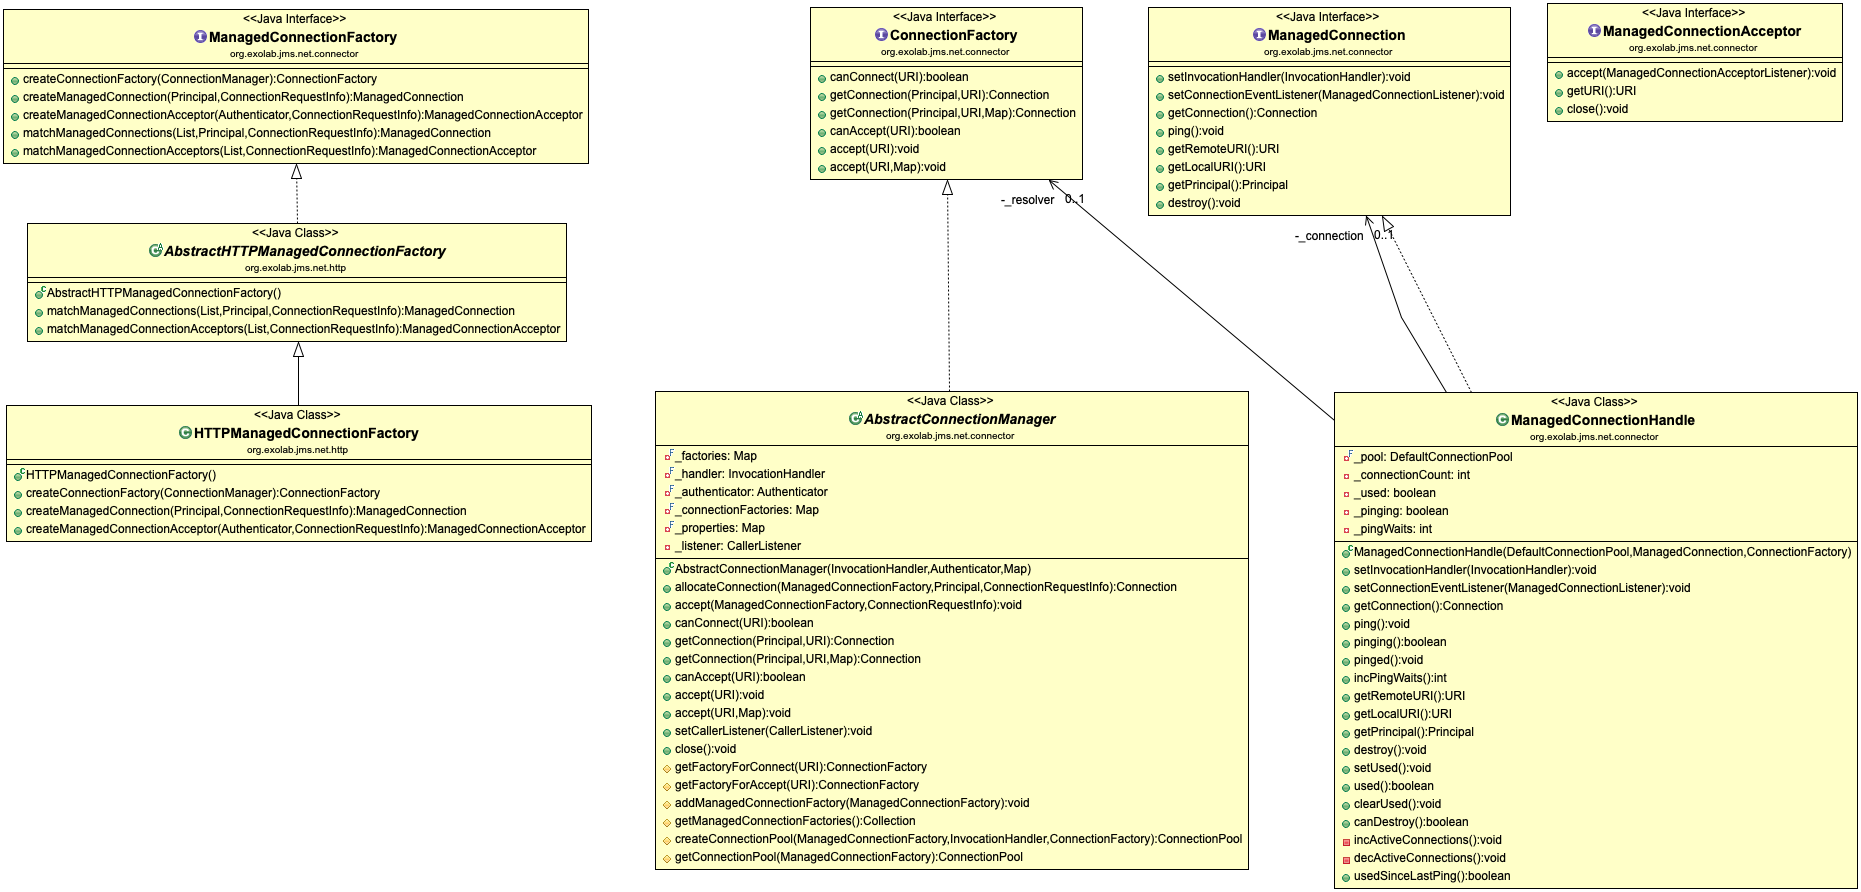 <<Java Interface>>
ManagedConnectionFactory
org.exolab.jms.net.connector
createConnectionFactory(ConnectionManager):ConnectionFactory
createManagedConnection(Principal,ConnectionRequestInfo):ManagedConnection
createManagedConnectionAcceptor(Authenticator,ConnectionRequestInfo):ManagedConnectionAcceptor
matchManagedConnections(List,Principal,ConnectionRequestInfo):ManagedConnection
matchManagedConnectionAcceptors(List,ConnectionRequestInfo):ManagedConnectionAcceptor
<<Java Interface>>
ConnectionFactory
org.exolab.jms.net.connector
canConnect(URI):boolean
getConnection(Principal,URI):Connection
getConnection(Principal,URI,Map):Connection
canAccept(URI):boolean
accept(URI):void
accept(URI,Map):void
<<Java Interface>>
ManagedConnection
org.exolab.jms.net.connector
setInvocationHandler(InvocationHandler):void
setConnectionEventListener(ManagedConnectionListener):void
getConnection():Connection
ping():void
getRemoteURI():URI
getLocalURI():URI
getPrincipal():Principal
destroy():void
<<Java Interface>>
ManagedConnectionAcceptor
org.exolab.jms.net.connector
accept(ManagedConnectionAcceptorListener):void
getURI():URI
close():void
-_resolver 0..1
-_connection 0..1
<<Java Class>>
AbstractHTTPManagedConnectionFactory
org.exolab.jms.net.http
AbstractHTTPManagedConnectionFactory()
matchManagedConnections(List,Principal,ConnectionRequestInfo):ManagedConnection
matchManagedConnectionAcceptors(List,ConnectionRequestInfo):ManagedConnectionAcceptor
<<Java Class>>
HTTPManagedConnectionFactory
org.exolab.jms.net.http
HTTPManagedConnectionFactory()
createConnectionFactory(ConnectionManager):ConnectionFactory
createManagedConnection(Principal,ConnectionRequestInfo):ManagedConnection
createManagedConnectionAcceptor(Authenticator,ConnectionRequestInfo):ManagedConnectionAcceptor
<<Java Class>>
AbstractConnectionManager
org.exolab.jms.net.connector
_factories: Map
_handler: InvocationHandler
_authenticator: Authenticator
_connectionFactories: Map
_properties: Map
_listener: CallerListener
AbstractConnectionManager(InvocationHandler,Authenticator,Map)
allocateConnection(ManagedConnectionFactory,Principal,ConnectionRequestInfo):Connection
accept(ManagedConnectionFactory,ConnectionRequestInfo):void
canConnect(URI):boolean
getConnection(Principal,URI):Connection
getConnection(Principal,URI,Map):Connection
canAccept(URI):boolean
accept(URI):void
accept(URI,Map):void
setCallerListener(CallerListener):void
close():void
getFactoryForConnect(URI):ConnectionFactory
getFactoryForAccept(URI):ConnectionFactory
addManagedConnectionFactory(ManagedConnectionFactory):void
getManagedConnectionFactories():Collection
createConnectionPool(ManagedConnectionFactory,InvocationHandler,ConnectionFactory):ConnectionPool
getConnectionPool(ManagedConnectionFactory):ConnectionPool
<<Java Class>>
ManagedConnectionHandle
org.exolab.jms.net.connector
_pool: DefaultConnectionPool
_connectionCount: int
_used: boolean
_pinging: boolean
_pingWaits: int
ManagedConnectionHandle(DefaultConnectionPool,ManagedConnection,ConnectionFactory)
setInvocationHandler(InvocationHandler):void
setConnectionEventListener(ManagedConnectionListener):void
getConnection():Connection
ping():void
pinging():boolean
pinged():void
incPingWaits():int
getRemoteURI():URI
getLocalURI():URI
getPrincipal():Principal
destroy():void
setUsed():void
used():boolean
clearUsed():void
canDestroy():boolean
incActiveConnections():void
decActiveConnections():void
usedSinceLastPing():boolean